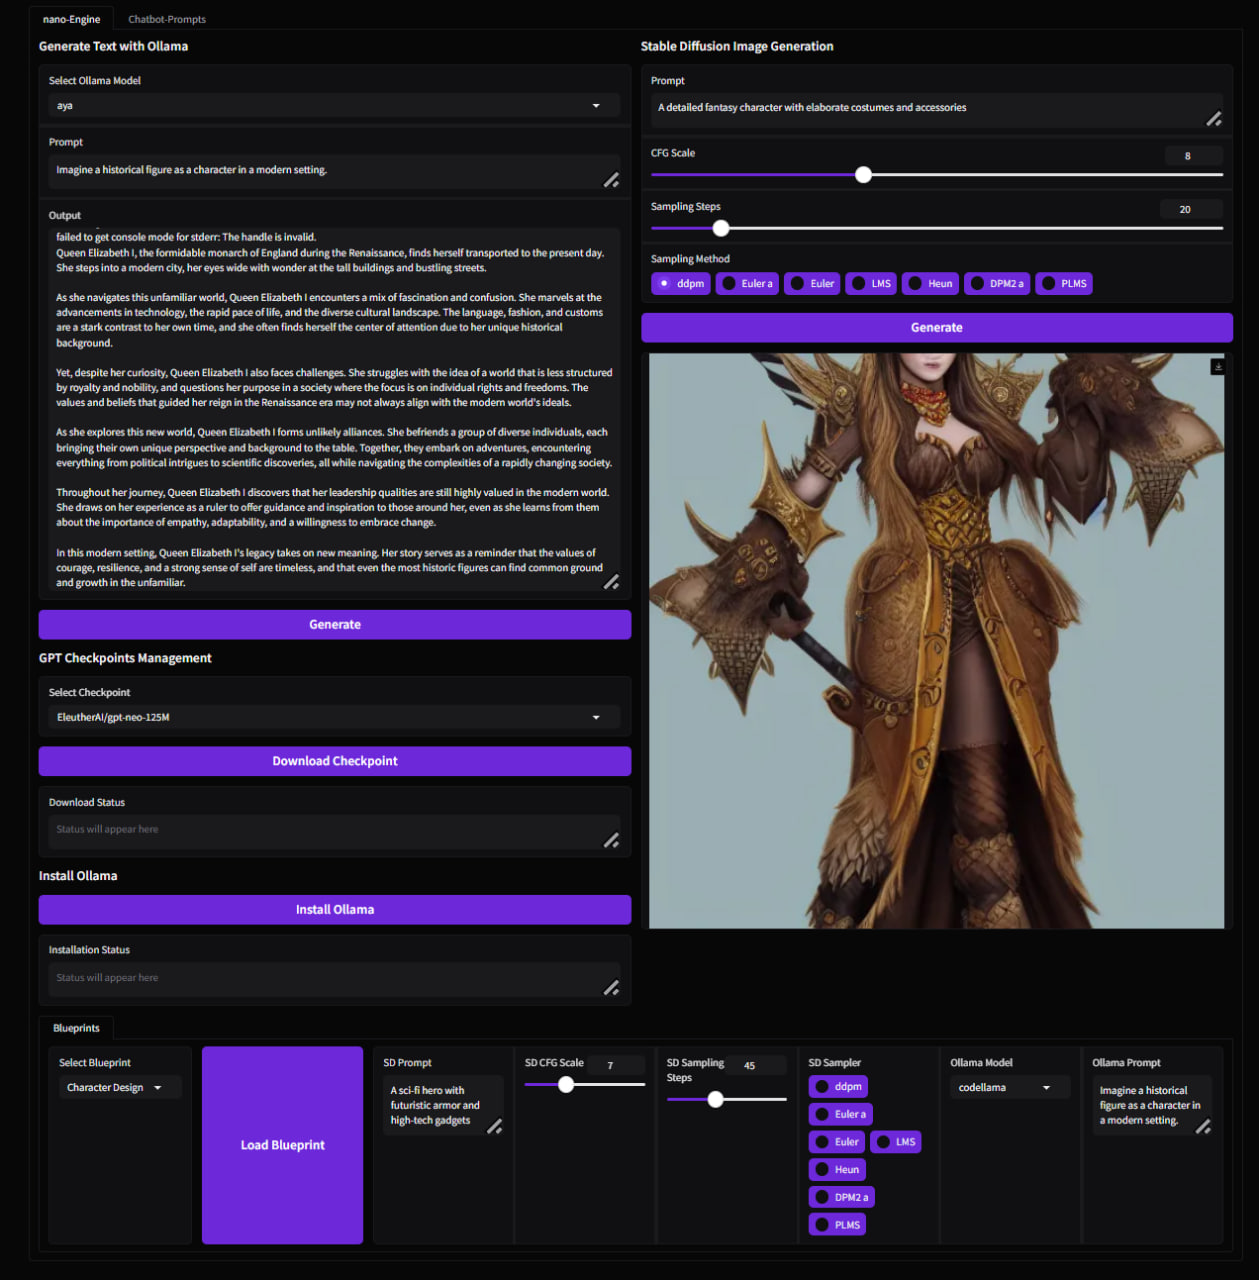 nano-Engine
Chatbot-Prompts
Generate Text with Ollama
Select Ollama Model
aya
Prompt
Imagine a historical figure as a character in a modern setting.
Output
failed to get console mode for stderr: The handle is invalid.
Queen Elizabeth I, the formidable monarch of England during the Renaissance, finds herself transported to the present day.
She steps into a modern city, her eyes wide with wonder at the tall buildings and bustling streets.
As she navigates this unfamiliar world, Queen Elizabeth I encounters a mix of fascination and confusion. She marvels at the
advancements in technology, the rapid pace of life, and the diverse cultural landscape. The language, fashion, and customs
are a stark contrast to her own time, and she often finds herself the center of attention due to her unique historical
background.
Yet, despite her curiosity, Queen Elizabeth I also faces challenges. She struggles with the idea of a world that is less structured
by royalty and nobility, and questions her purpose in a society where the focus is on individual rights and freedoms. The
values and beliefs that guided her reign in the Renaissance era may not always align with the modern world's ideals.
As she explores this new world, Queen Elizabeth I forms unlikely alliances. She befriends a group of diverse individuals, each
bringing their own unique perspective and background to the table. Together, they embark on adventures, encountering
everything from political intrigues to scientific discoveries, all while navigating the complexities of a rapidly changing society.
Throughout her journey, Queen Elizabeth I discovers that her leadership qualities are still highly valued in the modern world.
She draws on her experience as a ruler to offer guidance and inspiration to those around her, even as she learns from them
about the importance of empathy, adaptability, and a willingness to embrace change.
In this modern setting, Queen Elizabeth I's legacy takes on new meaning. Her story serves as a reminder that the values of
courage, resilience, and a strong sense of self are timeless, and that even the most historic figures can find common ground
and growth in the unfamiliar.
Generate
GPT Checkpoints Management
Select Checkpoint
EleutherAI/gpt-neo-125M
Download Checkpoint
Download Status
Status will appear here
Install Ollama
Install Ollama
Installation Status
Status will appear here
Stable Diffusion Image Generation
Prompt
A detailed fantasy character with elaborate costumes and accessories
CFG Scale
8
Sampling Steps
20
Sampling Method
ddpm
Euler a
Euler
LMS
Heun
DPM2 a
PLMS
Generate
Blueprints
Select Blueprint
Character Design
Load Blueprint
SD Prompt
A sci-fi hero with
futuristic armor and
high-tech gadgets
SD CFG Scale
7
SD Sampling
Steps
45
SD Sampler
ddpm
Euler a
Euler
LMS
Heun
DPM2 a
PLMS
Ollama Model
codellama
Ollama Prompt
Imagine a historical
figure as a character in
a modern setting.